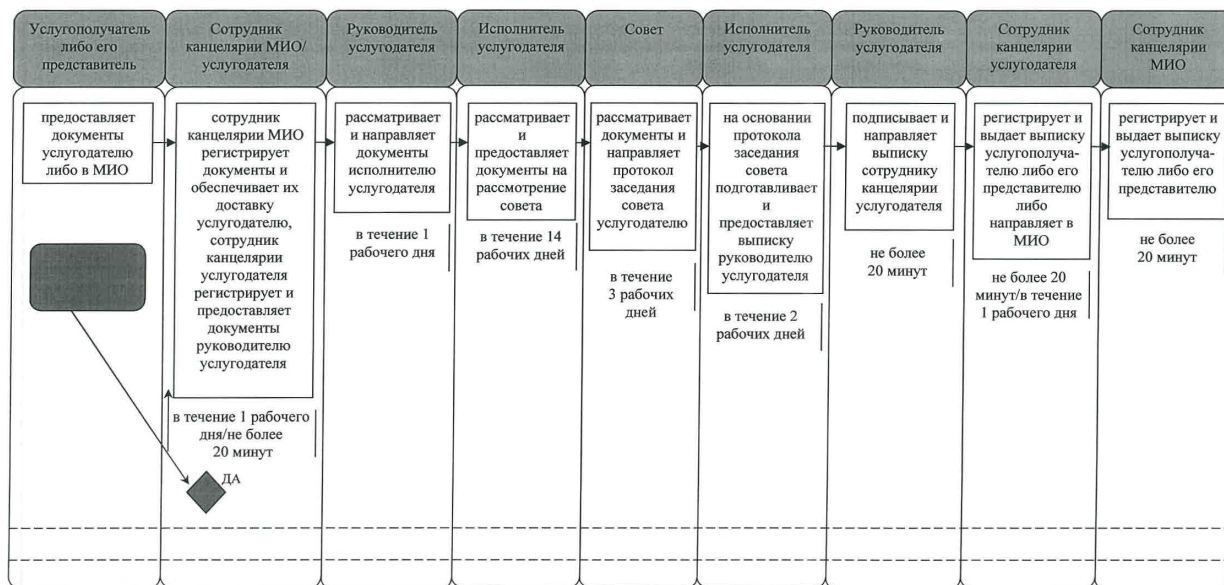 Услугополучатель
либо его
представитель
Сотрудник
канцелярии МИО/
услугодателя
Руководитель
услугодателя
Исполнитель
услугодателя
Совет
Исполнитель
услугодателя
Руководитель
услугодателя
Сотрудник
канцелярии
услугодателя
Сотрудник
канцелярии
МИО
предоставляет
документы
услугодателю
либо в МИО
сотрудник
канцелярии МИО
регистрирует
документы и
обеспечивает их
доставку
услугодателю,
сотрудник
канцелярии
услугодателя
регистрирует и
предоставляет
документы
руководителю
услугодателя
в течение 1 рабочего
дня/не более
20 минут
ДА
рассматривает
и направляет
документы
исполнителю
услугодателя
в течение 1
рабочего дня
рассматривает
и
предоставляет
документы на
рассмотрение
совета
в течение 14
рабочих дней
рассматривает
документы и
направляет
протокол
заседания
совета
услугодателю
в течение
3 рабочих
дней
на основании
протокола
заседания
совета
подготавливает
и
предоставляет
выписку
руководителю
услугодателя
в течение 2
рабочих дней
подписывает и
направляет
выписку
сотруднику
канцелярии
услугодателя
не более
20 минут
регистрирует и
выдает выписку
услугополуча-
телю либо его
представителю
либо
направляет в
МИО
не более 20
минут/в течение
1 рабочего дня
регистрирует и
выдает выписку
услугополуча-
телю либо его
представителю
не более
20 минут